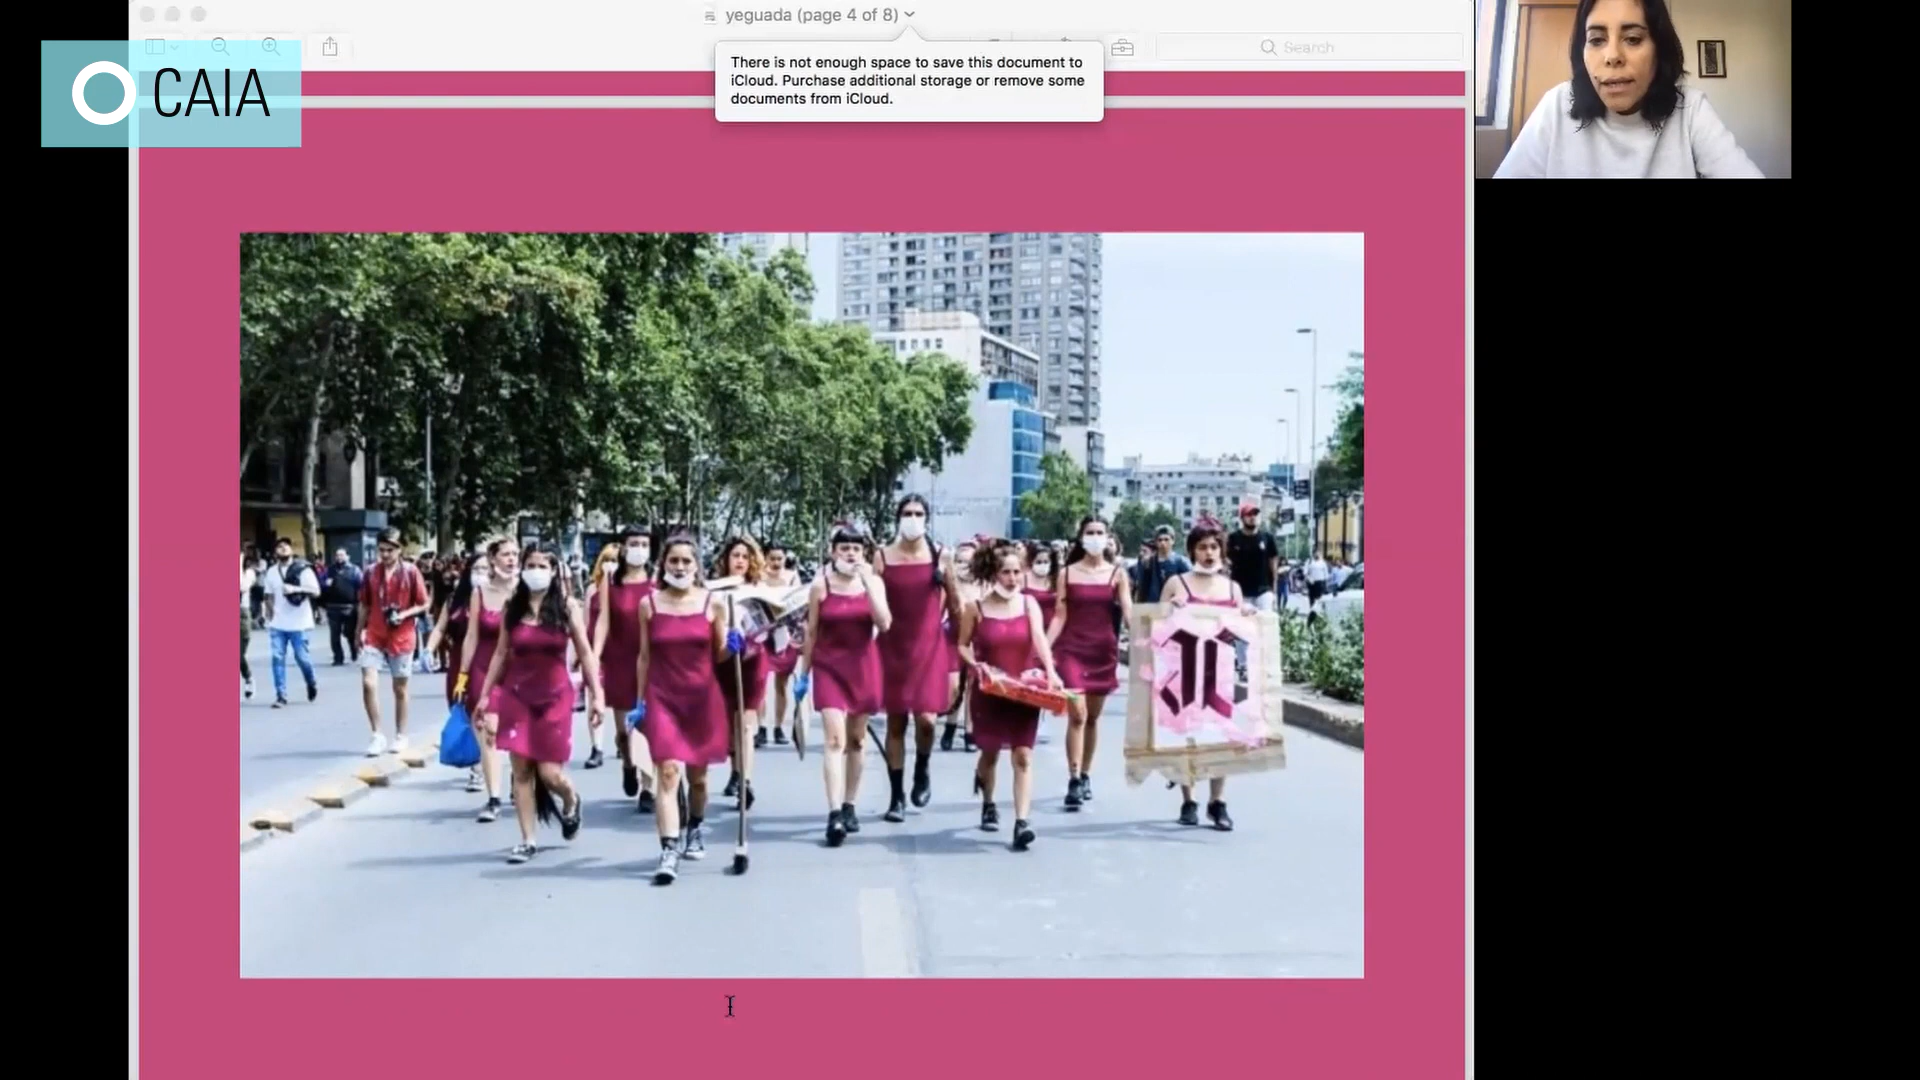 yeguada (page 4 of 8)
Search
There is not enough space to save this document to
iCloud. Purchase additional storage or remove some
documents from iCloud.
CAIA